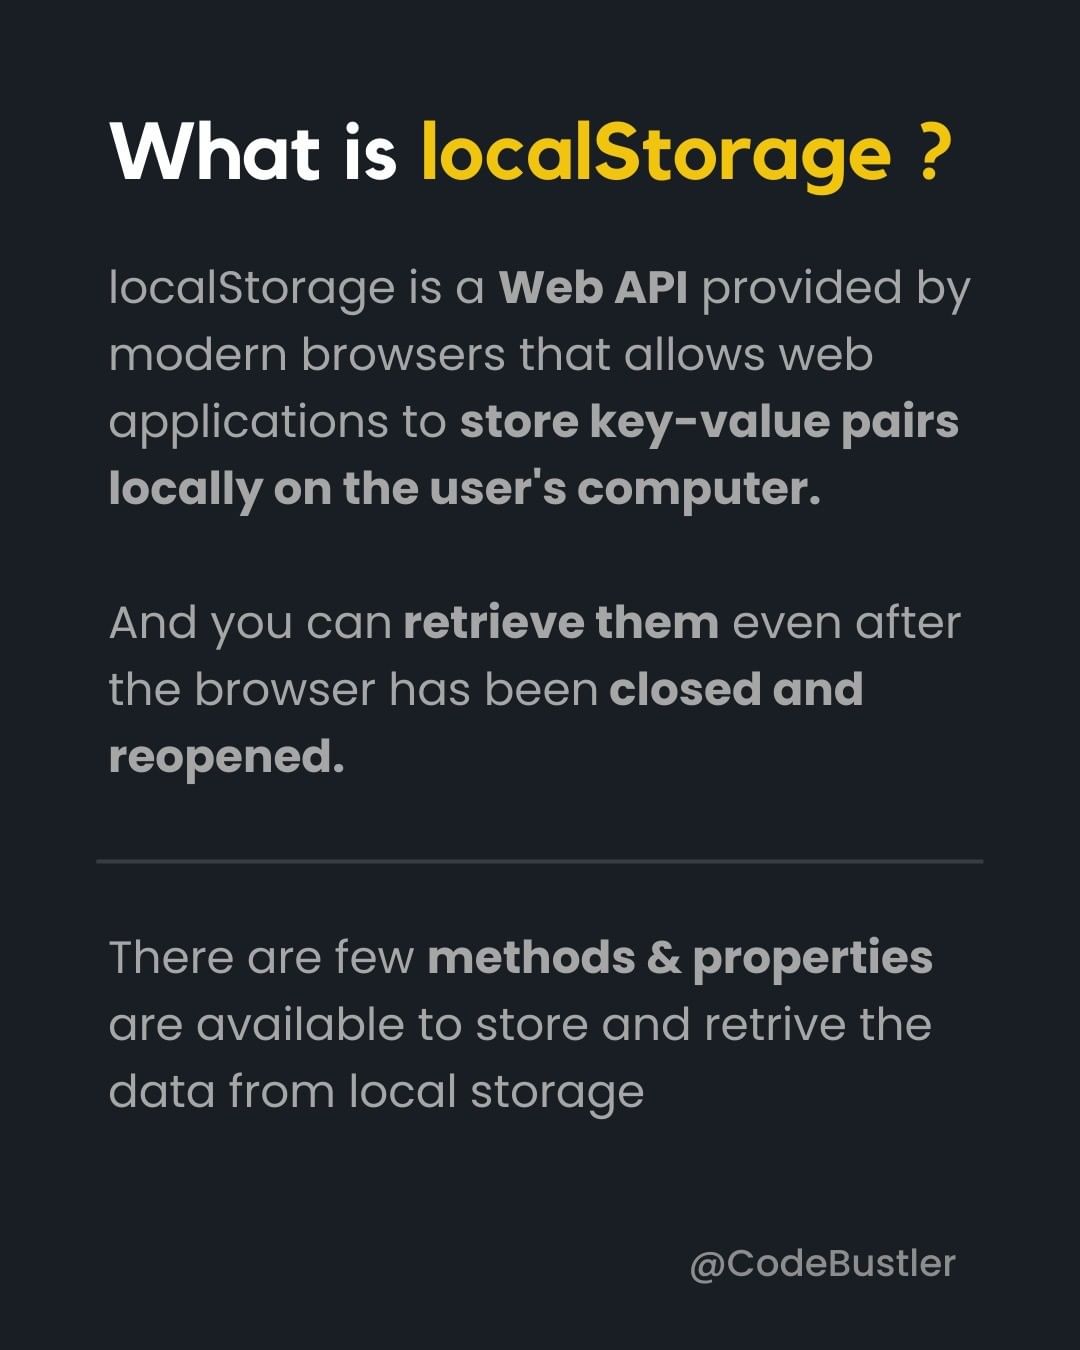 What is localStorage ?
localStorage is a Web API provided by
modern browsers that allows web
applications to store key-value pairs
locally on the user's computer.
And you can retrieve them even after
the browser has been closed and
reopened.
There are few methods & properties
are available to store and retrive the
data from local storage
@CodeBustler